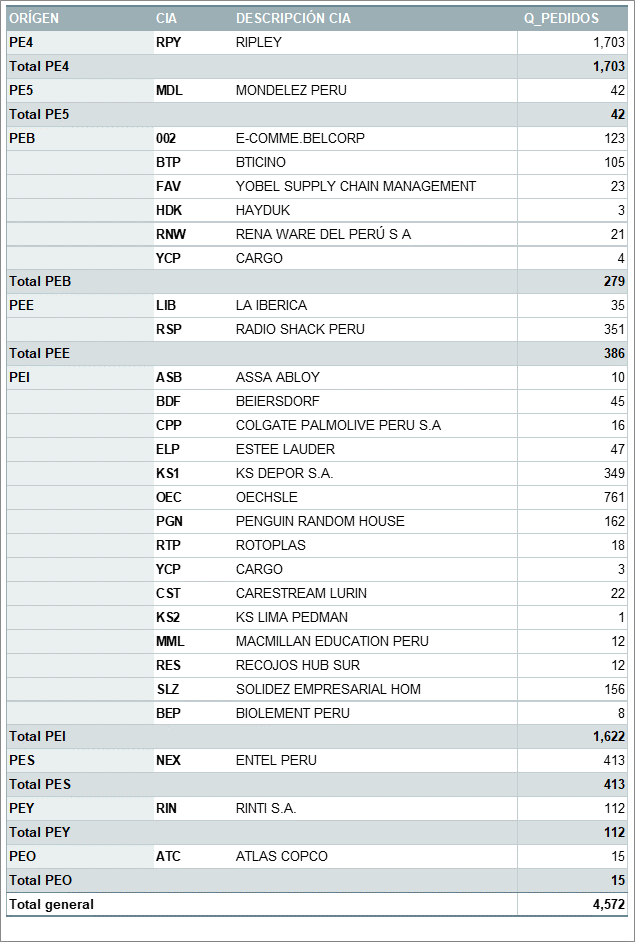 ORÍGEN CIA DESCRIPCIÓN CIA Q_PEDIDOS
PE4 RPY RIPLEY 1,703
Total PE4 1,703
PE5 MDL MONDELEZ PERU 42
Total PE5 42
PEB 002 E-COMME.BELCORP 123
BTP BTICINO 105
FAV YOBEL SUPPLY CHAIN MANAGEMENT 23
HDK HAYDUK 3
RNW RENA WARE DEL PERÚ S A 21
YCP CARGO 4
Total PEB 279
PEE LIB LA IBERICA 35
RSP RADIO SHACK PERU 351
Total PEE 386
PEI ASB ASSA ABLOY 10
BDF BEIERSDORF 45
CPP COLGATE PALMOLIVE PERU S.A 16
ELP ESTEE LAUDER 47
KS1 KS DEPOR S.A. 349
OEC OECHSLE 761
PGN PENGUIN RANDOM HOUSE 162
RTP ROTOPLAS 18
YCP CARGO 3
CST CARESTREAM LURIN 22
KS2 KS LIMA PEDMAN 1
MML MACMILLAN EDUCATION PERU 12
RES RECOJOS HUB SUR 12
SLZ SOLIDEZ EMPRESARIAL HOM 156
BEP BIOLEMENT PERU 8
Total PEI 1,622
PES NEX ENTEL PERU 413
Total PES 413
PEY RIN RINTI S.A. 112
Total PEY 112
PEO ATC ATLAS COPCO 15
Total PEO 15
Total general 4,572